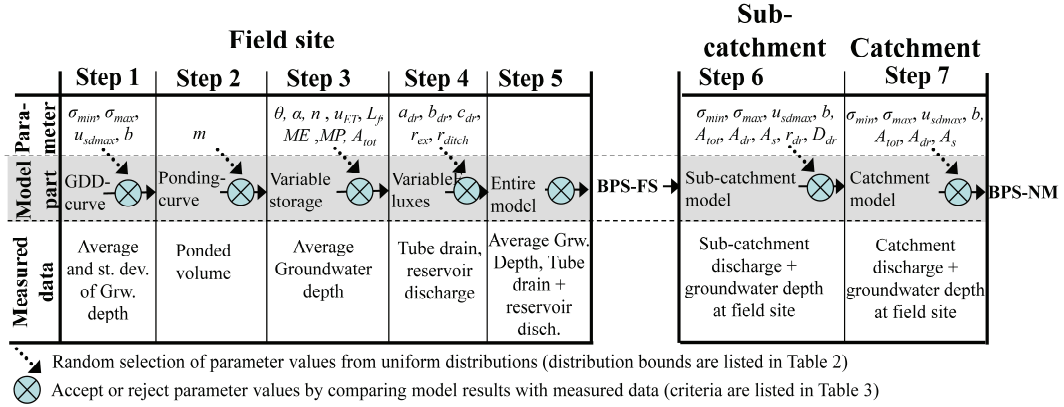 Field site
Sub-
catchment
Catchment
Step 1
Step 2
Step 3
Step 4
Step 5
Step 6
Step 7
Para-
meter
σmin, σmax,
usdmax, b
m
θ, α, n , uET, Lf,
ME ,MP, Atot
adr, bdr, cdr,
rex, rditch
σmin, σmax, usdmax, b,
Atot, Adr, As, rdr, Ddr
σmin, σmax, usdmax, b,
Atot, Adr, As
Model
part
GDD-
curve
Ponding-
curve
Variable
storage
Variable
luxes
Entire
model
BPS-FS
Sub-catchment
model
Catchment
model
BPS-NM
Measured
data
Average
and st. dev.
of Grw.
depth
Ponded
volume
Average
Groundwater
depth
Tube drain,
reservoir
discharge
Average Grw.
Depth, Tube
drain +
reservoir
disch.
Sub-catchment
discharge +
groundwater depth
at field site
Catchment
discharge +
groundwater depth
at field site
Random selection of parameter values from uniform distributions (distribution bounds are listed in Table 2)
Accept or reject parameter values by comparing model results with measured data (criteria are listed in Table 3)